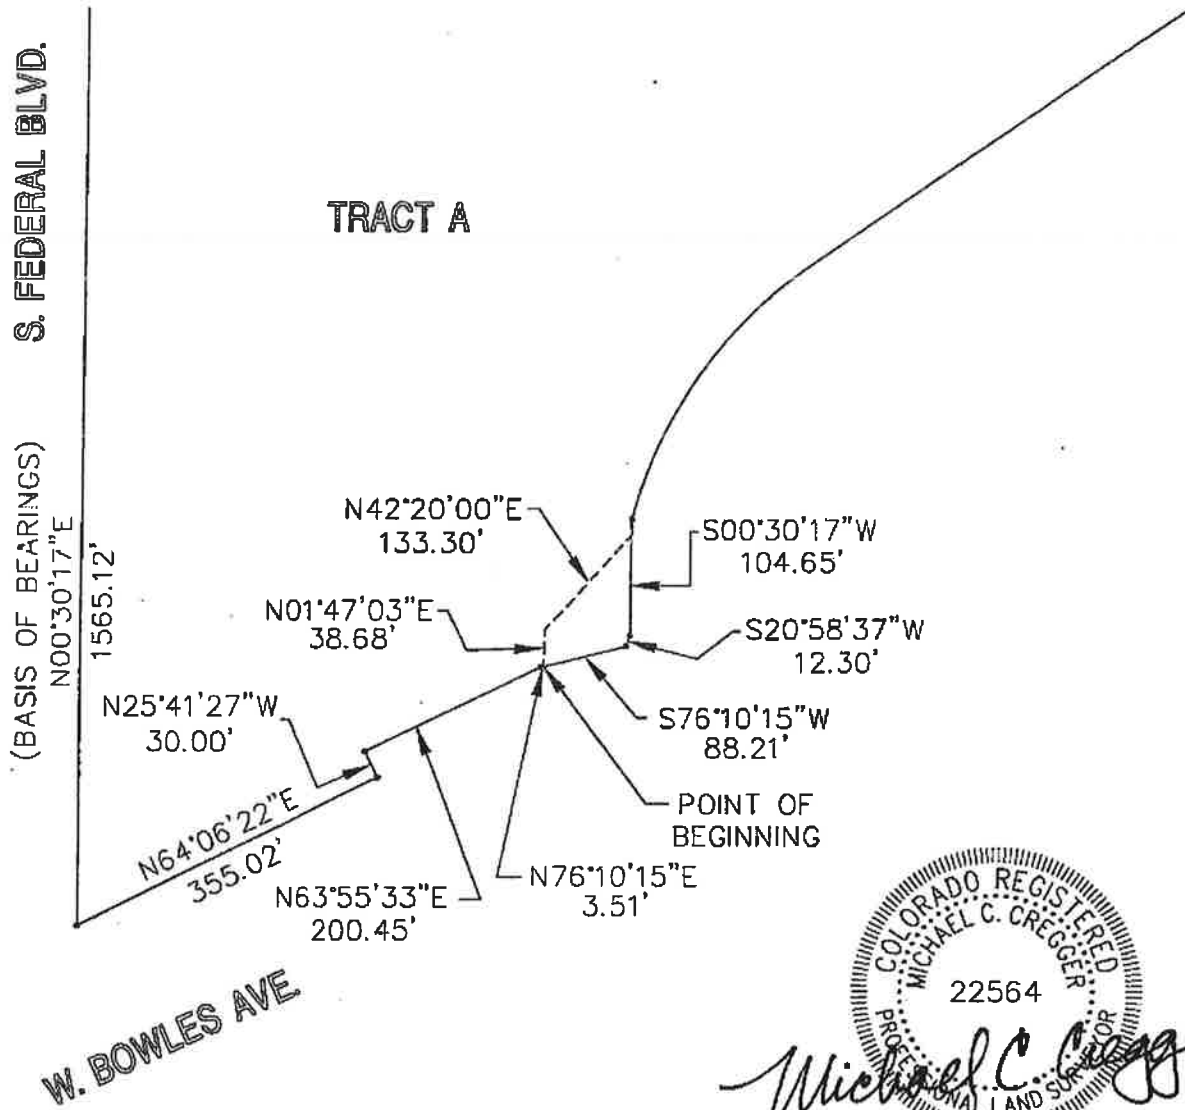 S. FEDERAL BLVD.
(BASIS OF BEARINGS)
N00°30'17"E
1565.12'
TRACT A
N42°20'00"E
133.30'
S00°30'17"W
104.65'
N01°47'03"E
38.68'
S20°58'37"W
12.30'
N25°41'27"W
30.00'
S76°10'15"W
88.21'
POINT OF
BEGINNING
N64°06'22"E
355.02'
N63°55'33"E
200.45'
N76°10'15"E
3.51'
W. BOWLES AVE.
COLORADO REGISTERED
MICHAEL C. CREGGER
22564
PROFESSIONAL LAND SURVEYOR
Michael C. Cregg